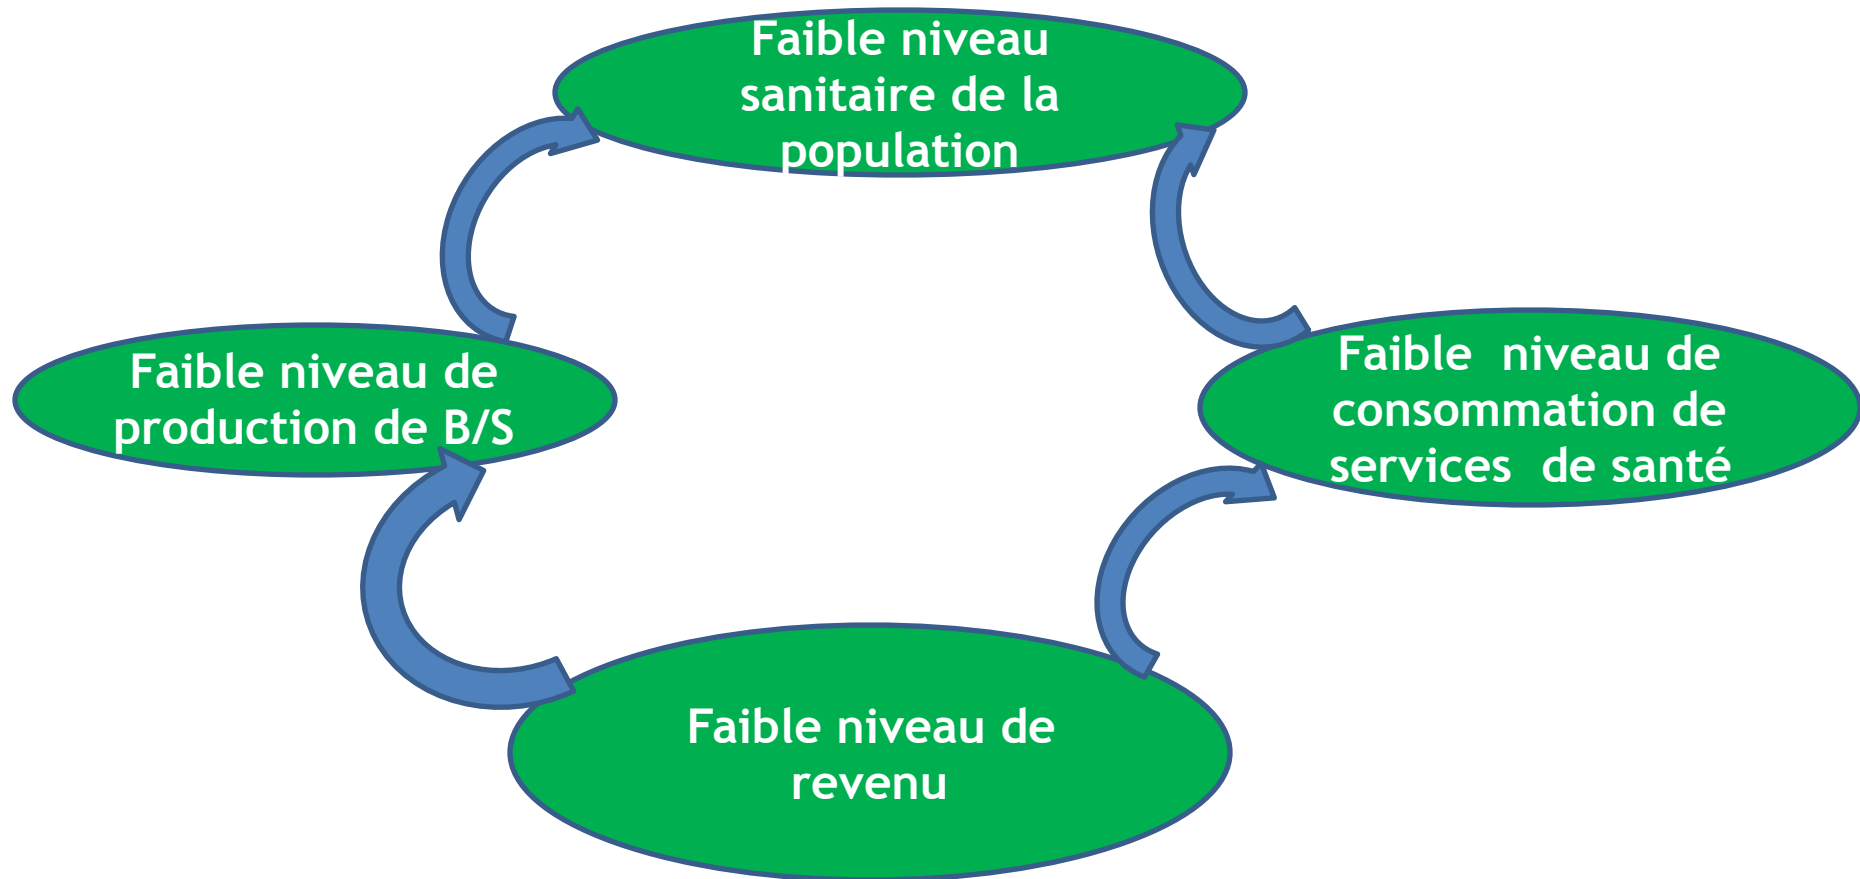 Faible niveau
sanitaire de la
population
Faible niveau de
production de B/S
Faible  niveau de
consommation de
services  de santé
Faible niveau de
revenu